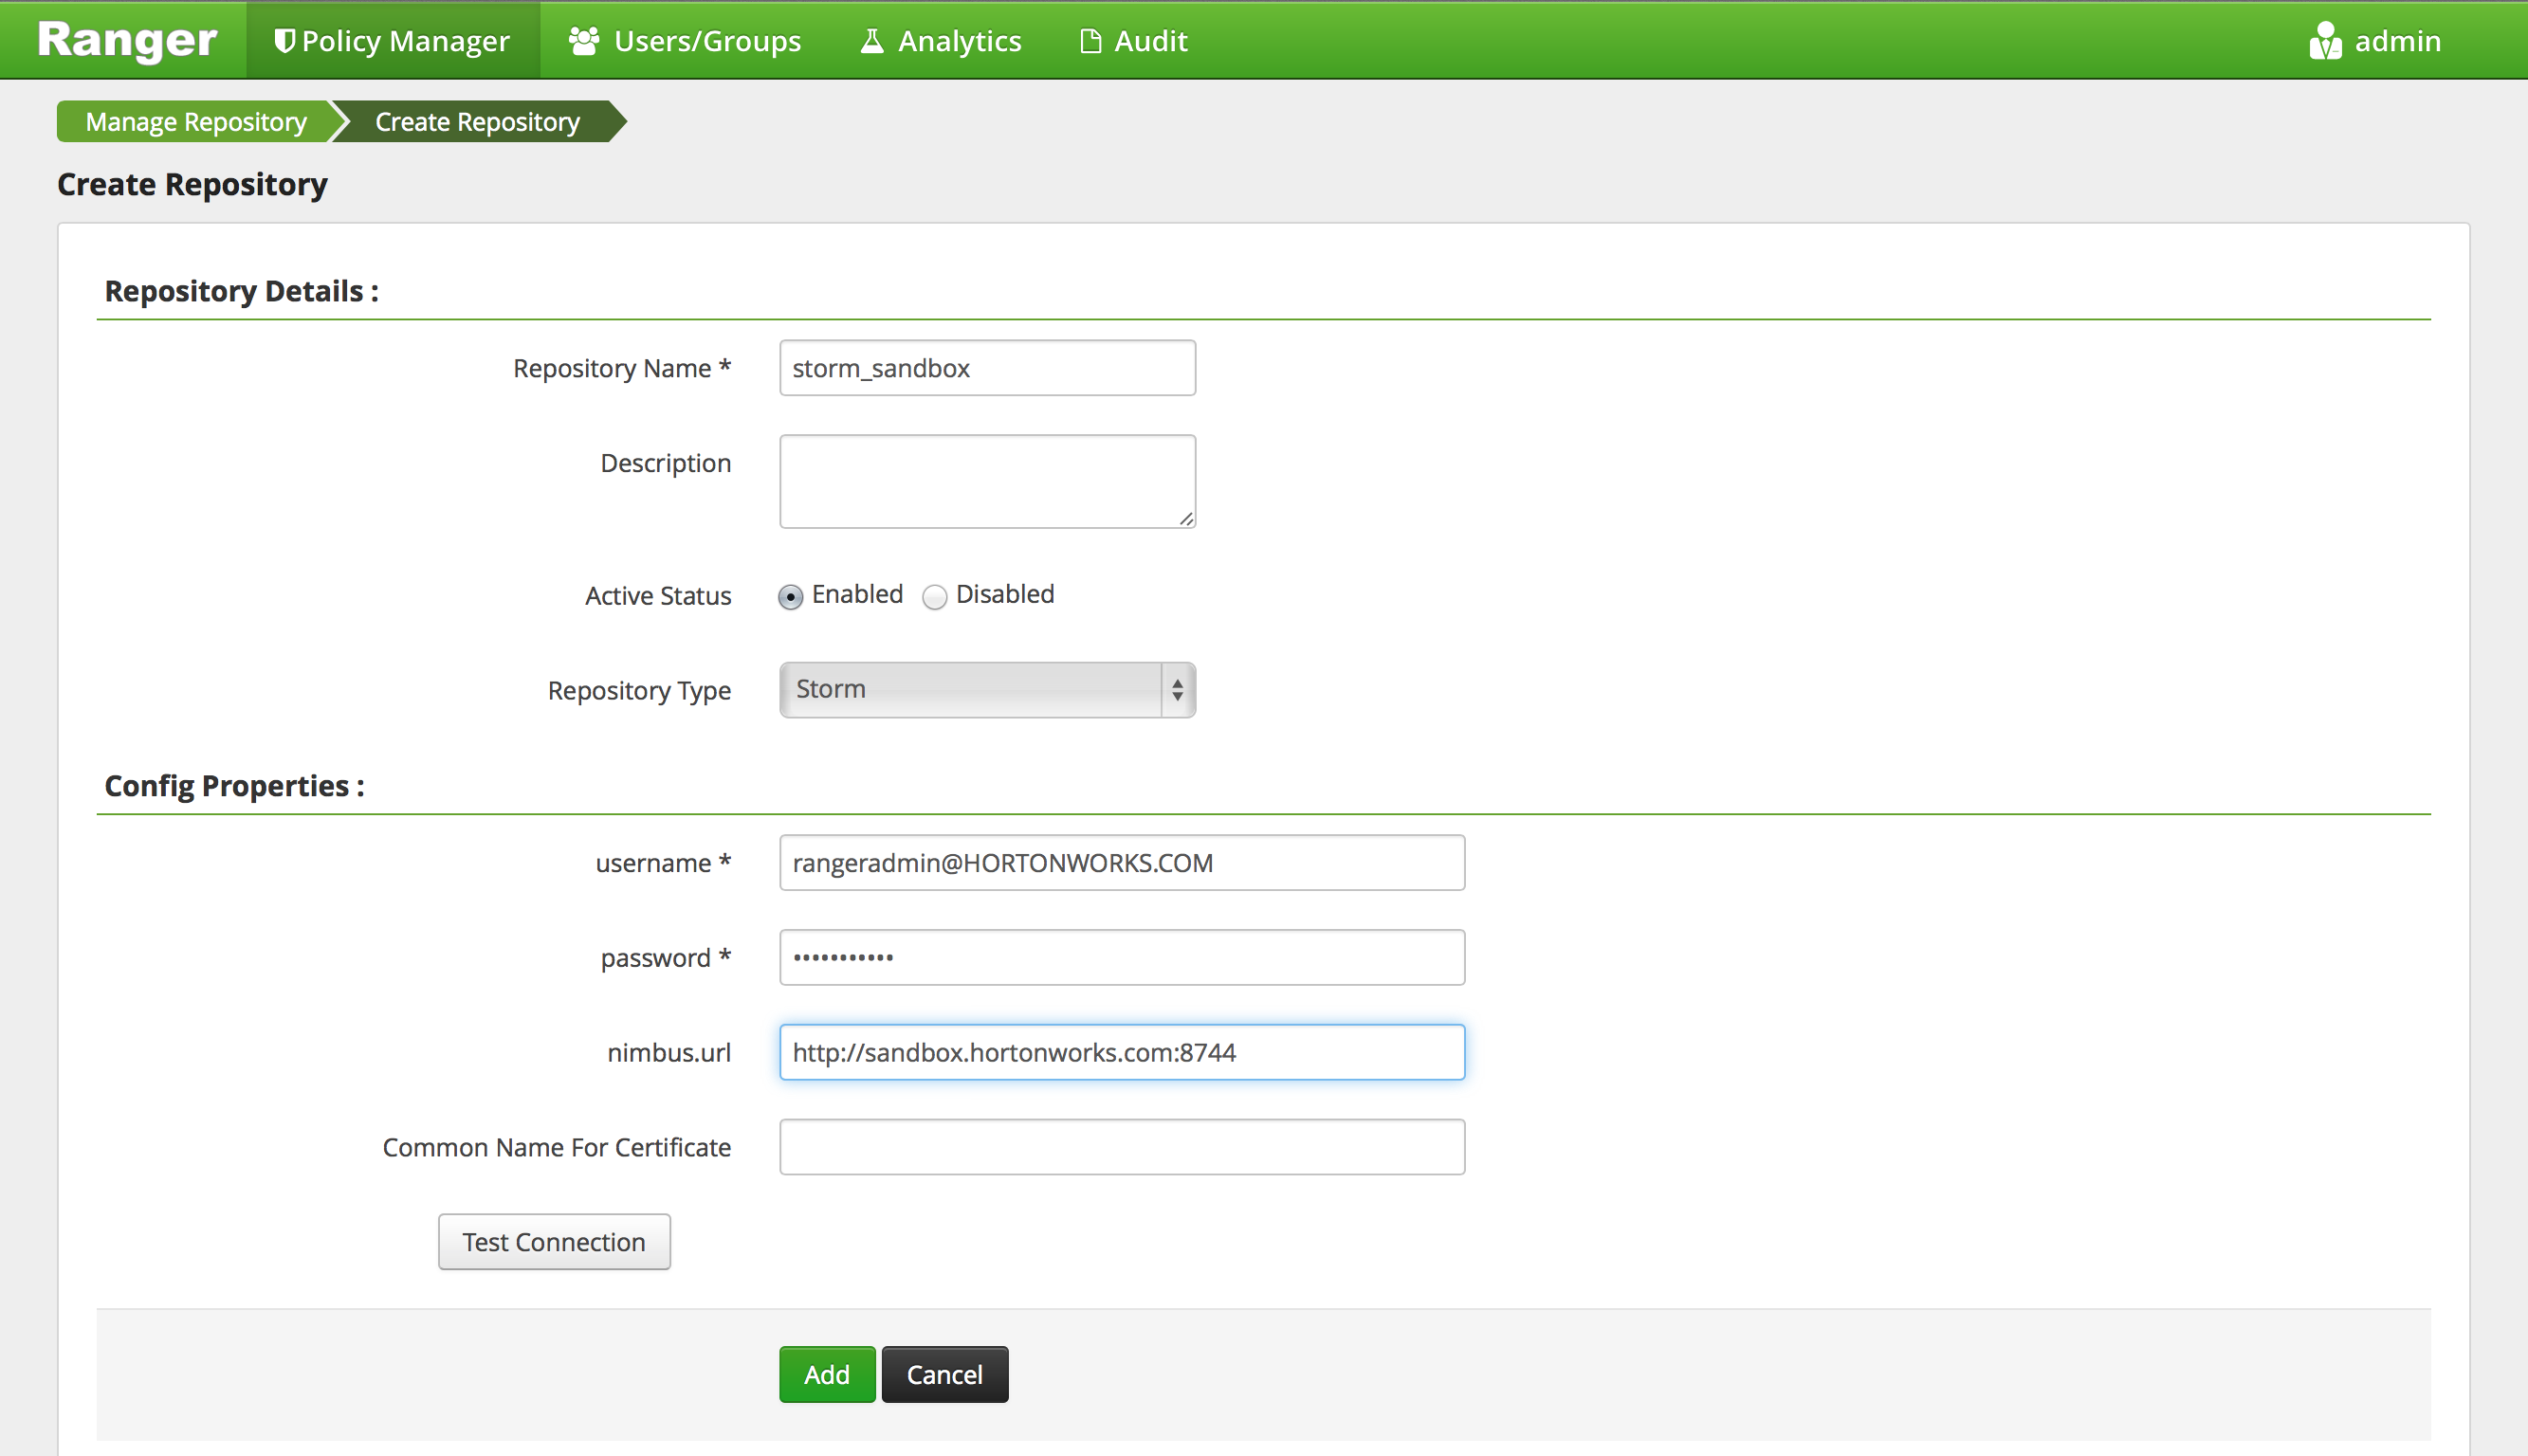 Ranger Policy Manager Users/Groups Analytics Audit admin
Manage Repository Create Repository
Create Repository
Repository Details :
Repository Name * storm_sandbox
Description
Active Status Enabled Disabled
Repository Type Storm
Config Properties :
username * rangeradmin@HORTONWORKS.COM
password * •••••••••••
nimbus.url http://sandbox.hortonworks.com:8744
Common Name For Certificate
Test Connection
Add Cancel